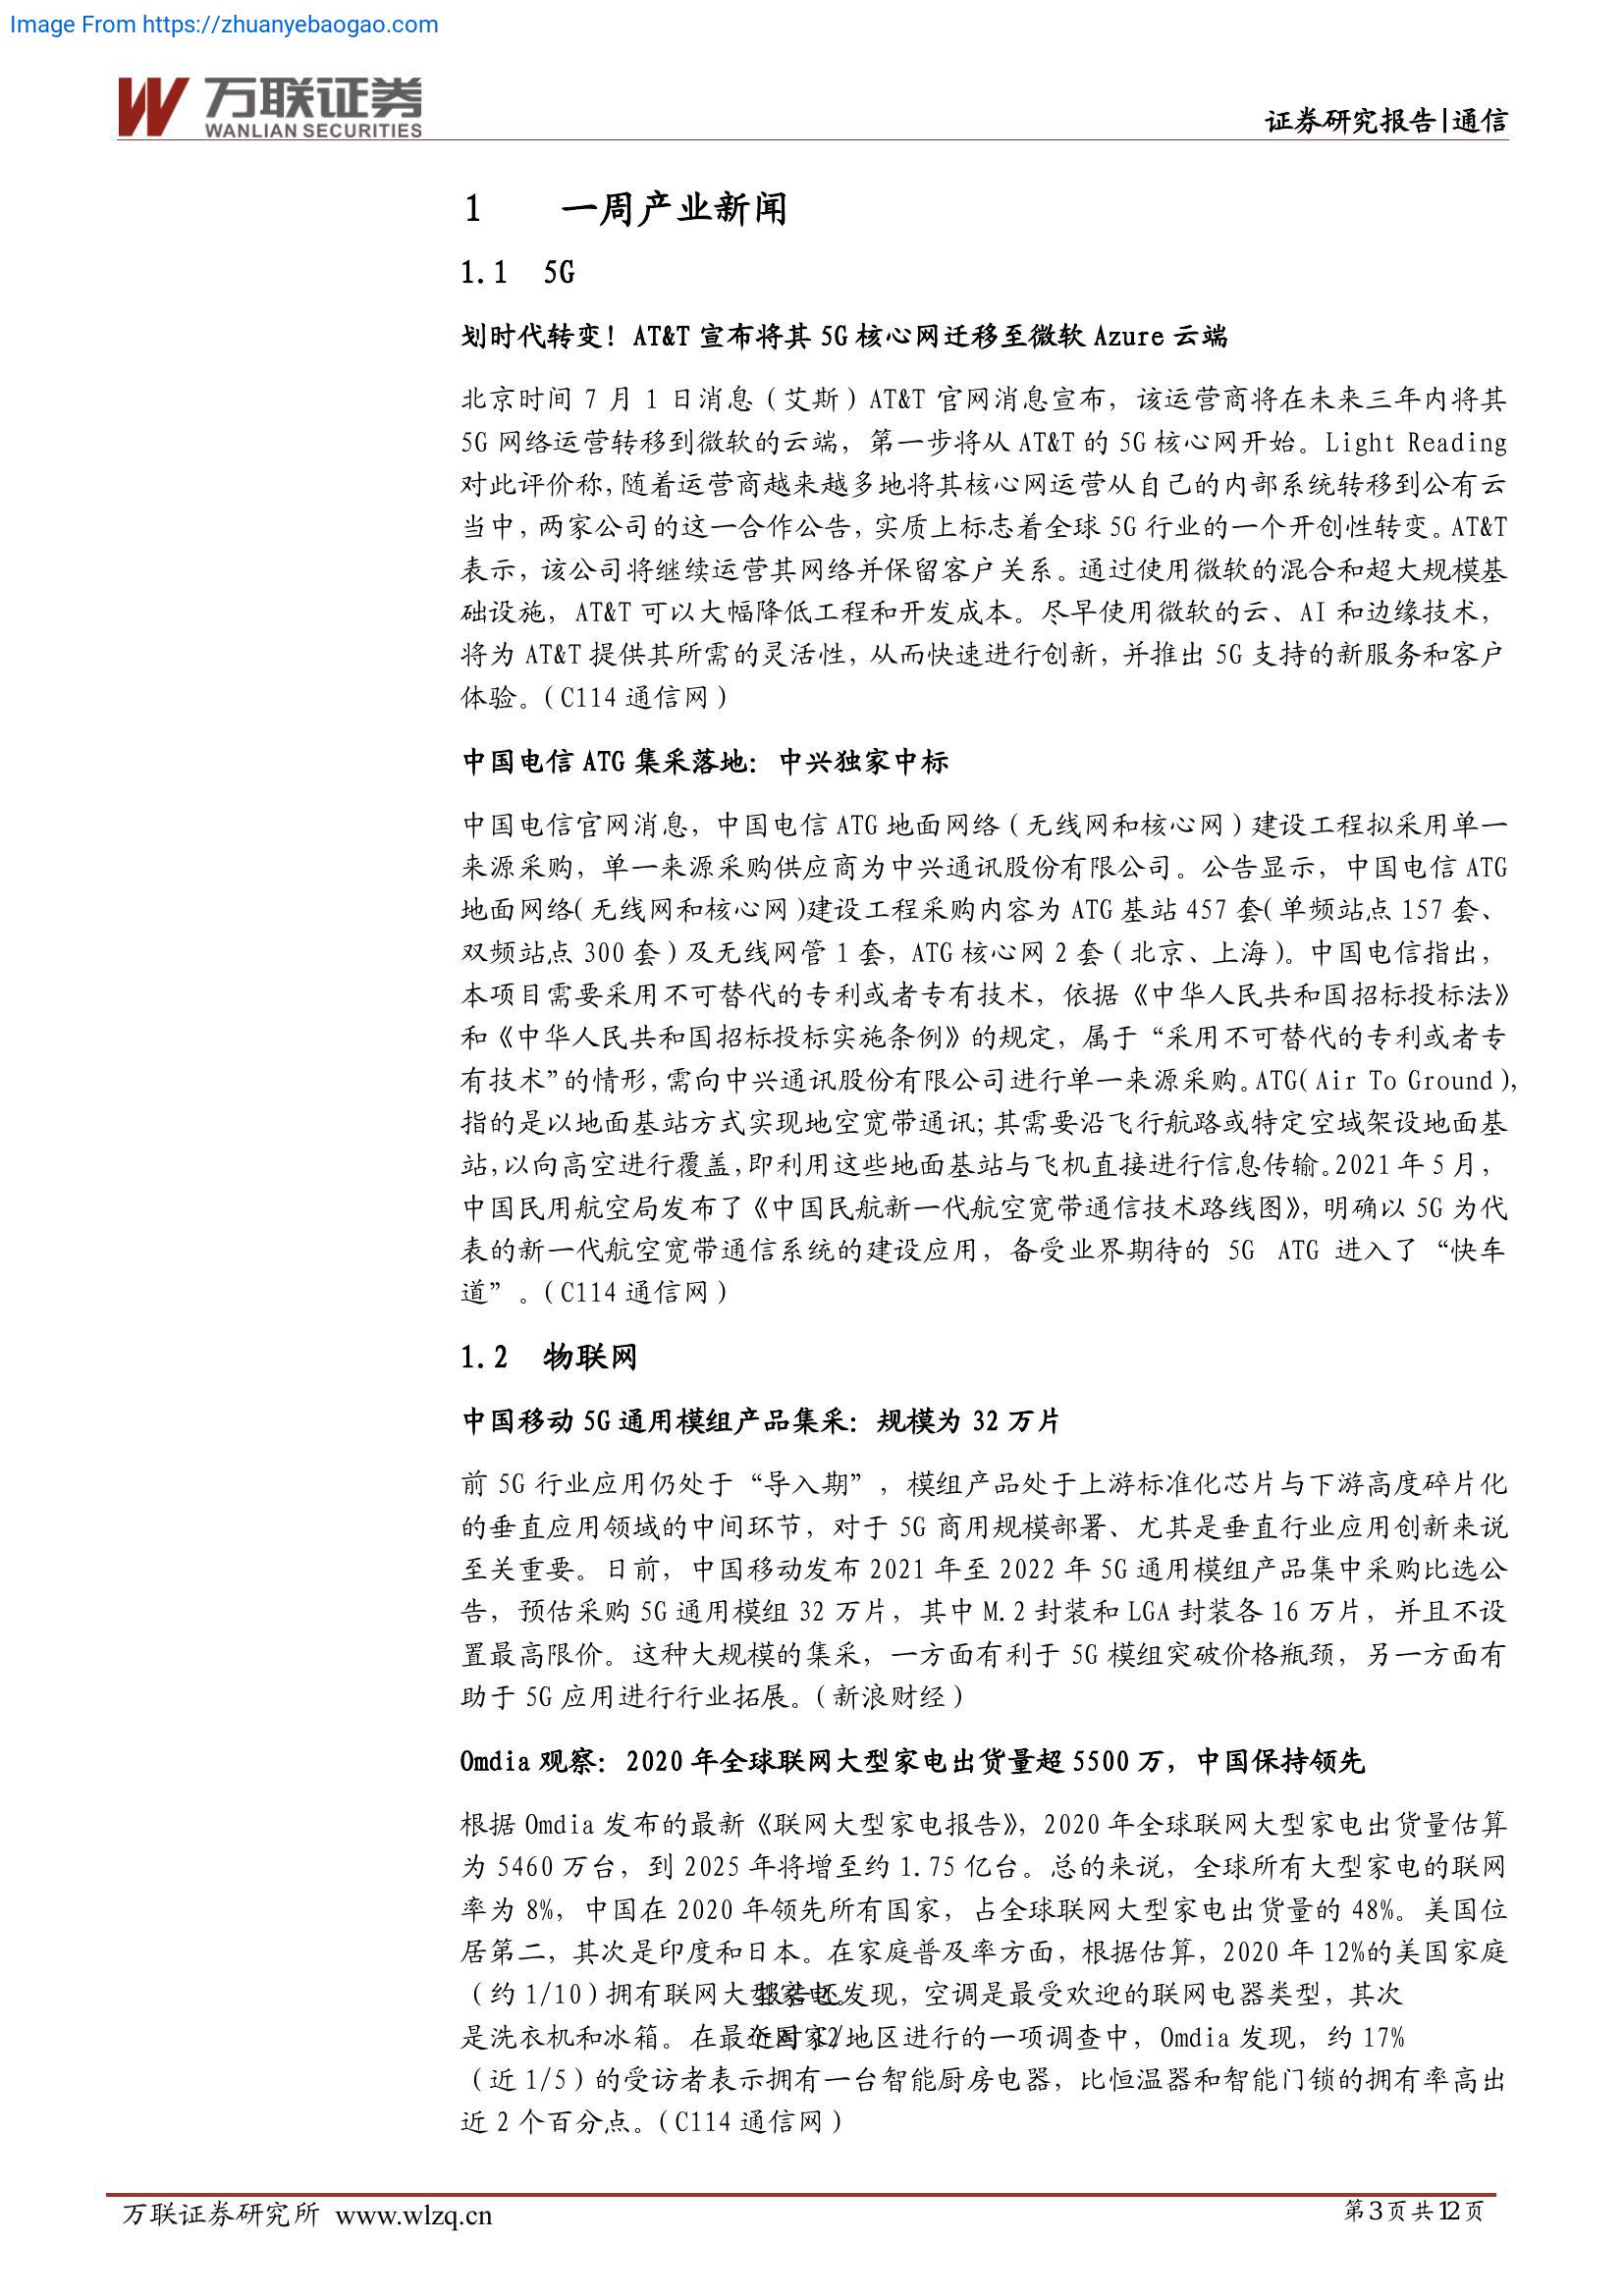 Image From https://zhuanyebaogao.com
万联证券
WANLIAN SECURITIES
证券研究报告|通信
1 一周产业新闻
1.1 5G
划时代转变！AT&T 宣布将其 5G 核心网迁移至微软 Azure 云端
北京时间 7 月 1 日消息（艾斯）AT&T 官网消息宣布，该运营商将在未来三年内将其
5G 网络运营转移到微软的云端，第一步将从 AT&T 的 5G 核心网开始。Light Reading
对此评价称，随着运营商越来越多地将其核心网运营从自己的内部系统转移到公有云
当中，两家公司的这一合作公告，实质上标志着全球 5G 行业的一个开创性转变。AT&T
表示，该公司将继续运营其网络并保留客户关系。通过使用微软的混合和超大规模基
础设施，AT&T 可以大幅降低工程和开发成本。尽早使用微软的云、AI 和边缘技术，
将为 AT&T 提供其所需的灵活性，从而快速进行创新，并推出 5G 支持的新服务和客户
体验。（C114 通信网）
中国电信 ATG 集采落地：中兴独家中标
中国电信官网消息，中国电信 ATG 地面网络（无线网和核心网）建设工程拟采用单一
来源采购，单一来源采购供应商为中兴通讯股份有限公司。公告显示，中国电信 ATG
地面网络(无线网和核心网)建设工程采购内容为 ATG 基站 457 套(单频站点 157 套、
双频站点 300 套)及无线网管 1 套，ATG 核心网 2 套（北京、上海）。中国电信指出，
本项目需要采用不可替代的专利或者专有技术，依据《中华人民共和国招标投标法》
和《中华人民共和国招标投标实施条例》的规定，属于“采用不可替代的专利或者专
有技术”的情形，需向中兴通讯股份有限公司进行单一来源采购。ATG（Air To Ground），
指的是以地面基站方式实现地空宽带通讯；其需要沿飞行航路或特定空域架设地面基
站，以向高空进行覆盖，即利用这些地面基站与飞机直接进行信息传输。2021 年 5 月，
中国民用航空局发布了《中国民航新一代航空宽带通信技术路线图》，明确以 5G 为代
表的新一代航空宽带通信系统的建设应用，备受业界期待的 5G ATG 进入了“快车
道”。（C114 通信网）
1.2 物联网
中国移动 5G 通用模组产品集采：规模为 32 万片
前 5G 行业应用仍处于“导入期”，模组产品处于上游标准化芯片与下游高度碎片化
的垂直应用领域的中间环节，对于 5G 商用规模部署、尤其是垂直行业应用创新来说
至关重要。日前，中国移动发布 2021 年至 2022 年 5G 通用模组产品集中采购比选公
告，预估采购 5G 通用模组 32 万片，其中 M.2 封装和 LGA 封装各 16 万片，并且不设
置最高限价。这种大规模的集采，一方面有利于 5G 模组突破价格瓶颈，另一方面有
助于 5G 应用进行行业拓展。（新浪财经）
Omdia 观察：2020 年全球联网大型家电出货量超 5500 万，中国保持领先
根据 Omdia 发布的最新《联网大型家电报告》，2020 年全球联网大型家电出货量估算
为 5460 万台，到 2025 年将增至约 1.75 亿台。总的来说，全球所有大型家电的联网
率为 8%，中国在 2020 年领先所有国家，占全球联网大型家电出货量的 48%。美国位
居第二，其次是印度和日本。在家庭普及率方面，根据估算，2020 年 12%的美国家庭
（约 1/10）拥有联网大型家电。报告还发现，空调是最受欢迎的联网电器类型，其次
是洗衣机和冰箱。在最近对 12 个国家/地区进行的一项调查中，Omdia 发现，约 17%
（近 1/5）的受访者表示拥有一台智能厨房电器，比恒温器和智能门锁的拥有率高出
近 2 个百分点。（C114 通信网）
万联证券研究所 www.wlzq.cn
第3页共12页